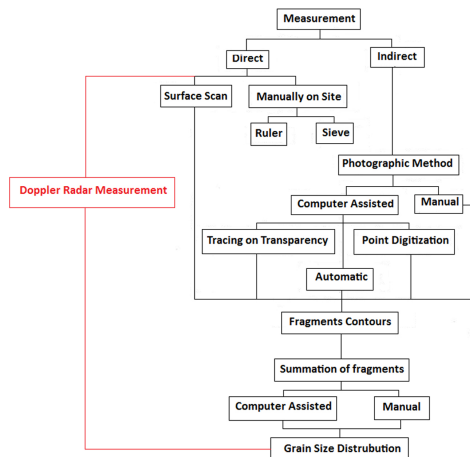 Measurement
Direct
Indirect
Surface Scan
Manually on Site
Ruler
Sieve
Photographic Method
Doppler Radar Measurement
Computer Assisted
Manual
Tracing on Transparency
Point Digitization
Automatic
Fragments Contours
Summation of fragments
Computer Assisted
Manual
Grain Size Distrubution